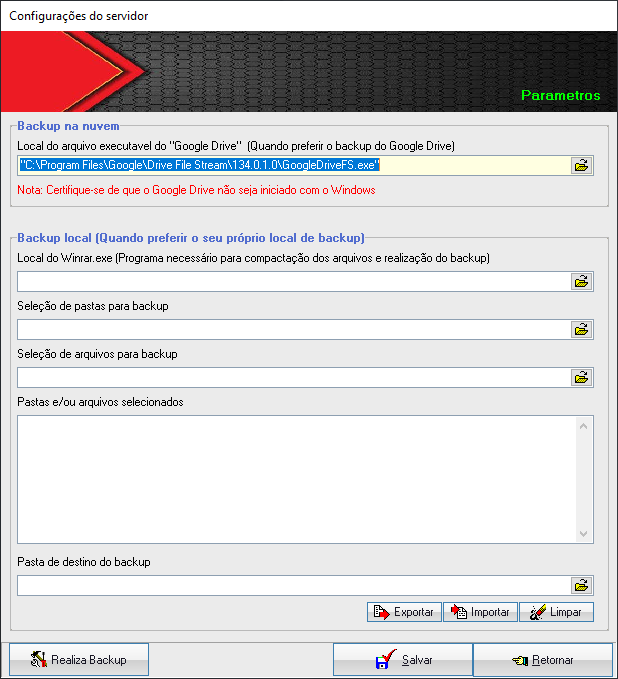 Configurações do servidor
Parametros
Backup na nuvem
Local do arquivo executavel do "Google Drive" (Quando preferir o backup do Google Drive)
"C:\Program Files\Google\Drive File Stream\134.0.1.0\GoogleDriveFS.exe"
Nota: Certifique-se de que o Google Drive não seja iniciado com o Windows
Backup local (Quando preferir o seu próprio local de backup)
Local do Winrar.exe (Programa necessário para compactação dos arquivos e realização do backup)
Seleção de pastas para backup
Seleção de arquivos para backup
Pastas e/ou arquivos selecionados
Pasta de destino do backup
Exportar Importar Limpar
Realiza Backup Salvar Retornar